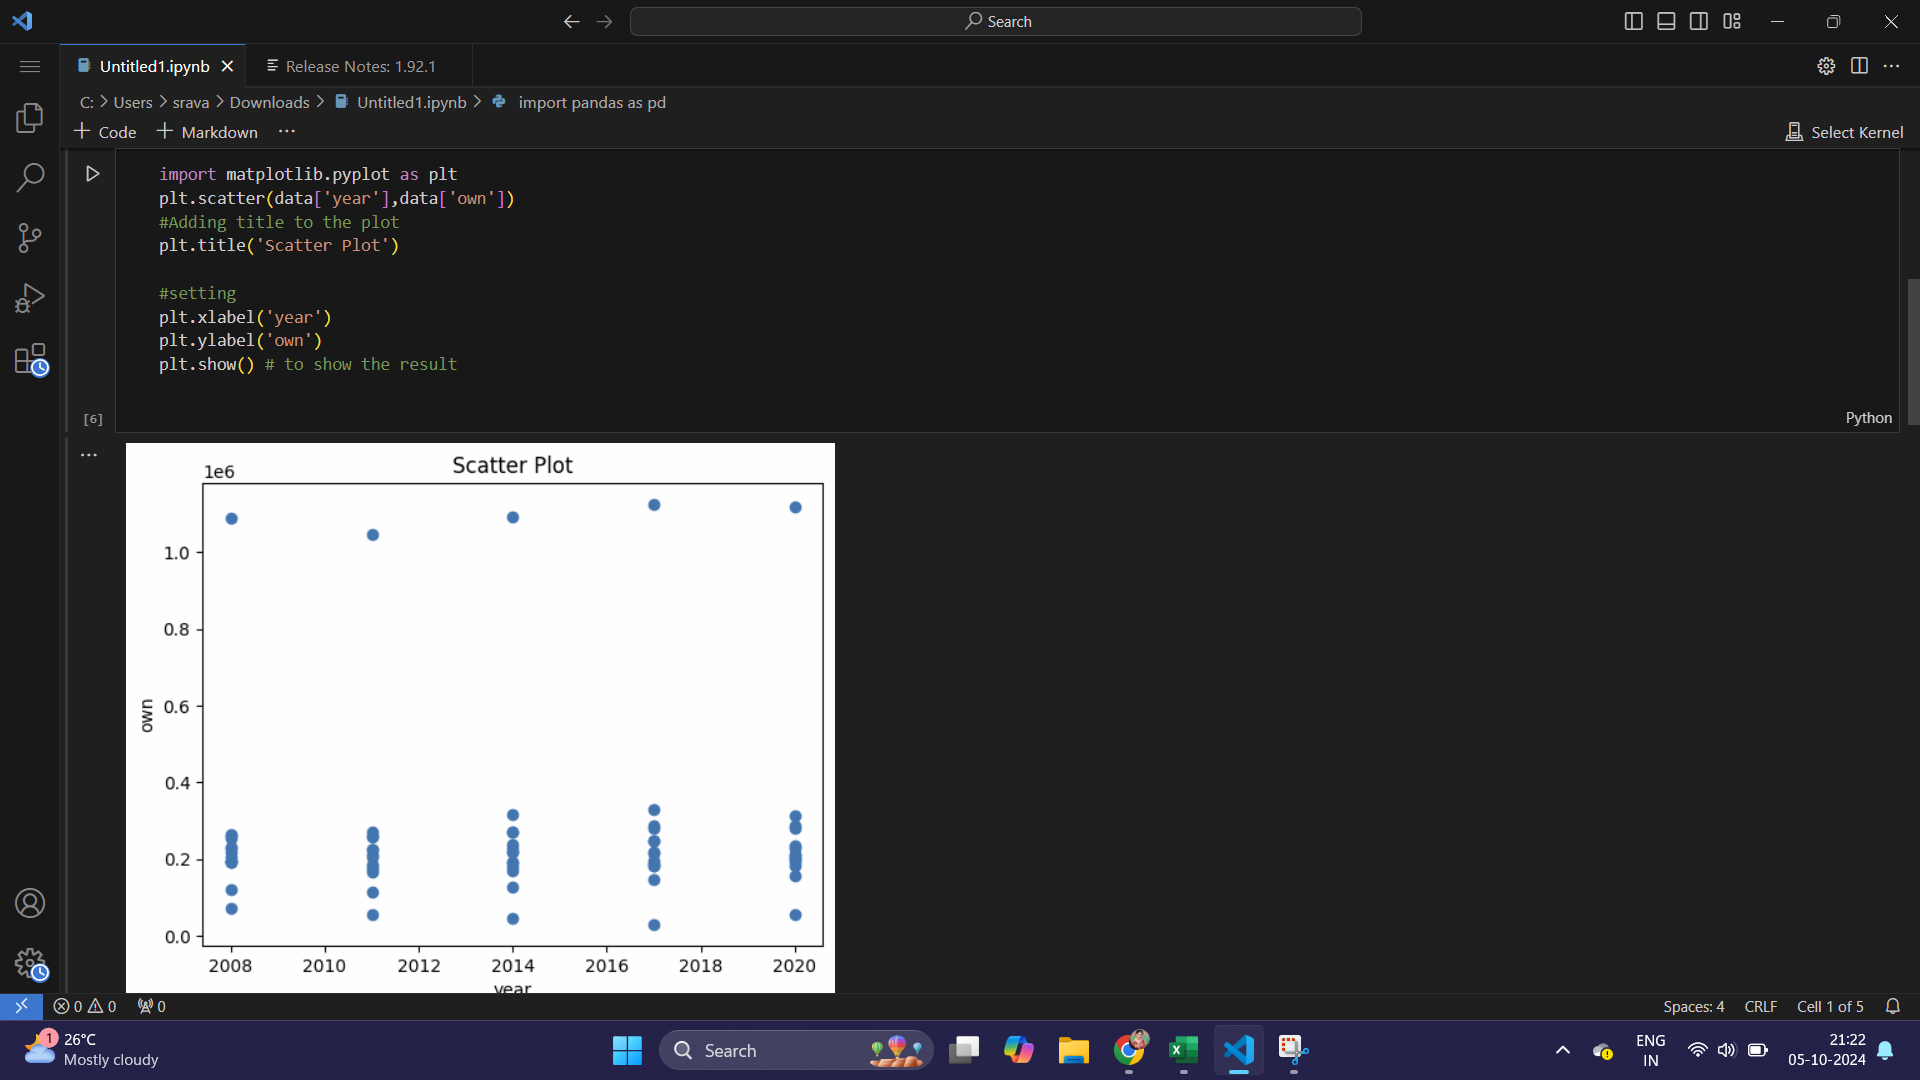 Search
Untitled1.ipynb
Release Notes: 1.92.1
C: > Users > srava > Downloads > Untitled1.ipynb > import pandas as pd
+ Code + Markdown ...
Select Kernel
import matplotlib.pyplot as plt
plt.scatter(data['year'],data['own'])
#Adding title to the plot
plt.title('Scatter Plot')
#setting
plt.xlabel('year')
plt.ylabel('own')
plt.show() # to show the result
[6]
Python
...
Scatter Plot
1e6
1.0
0.8
0.6
0.4
0.2
0.0
own
2008 2010 2012 2014 2016 2018 2020
year
0 0 0
Spaces: 4 CRLF Cell 1 of 5
1
26°C
Mostly cloudy
Search
ENG
IN
21:22
05-10-2024